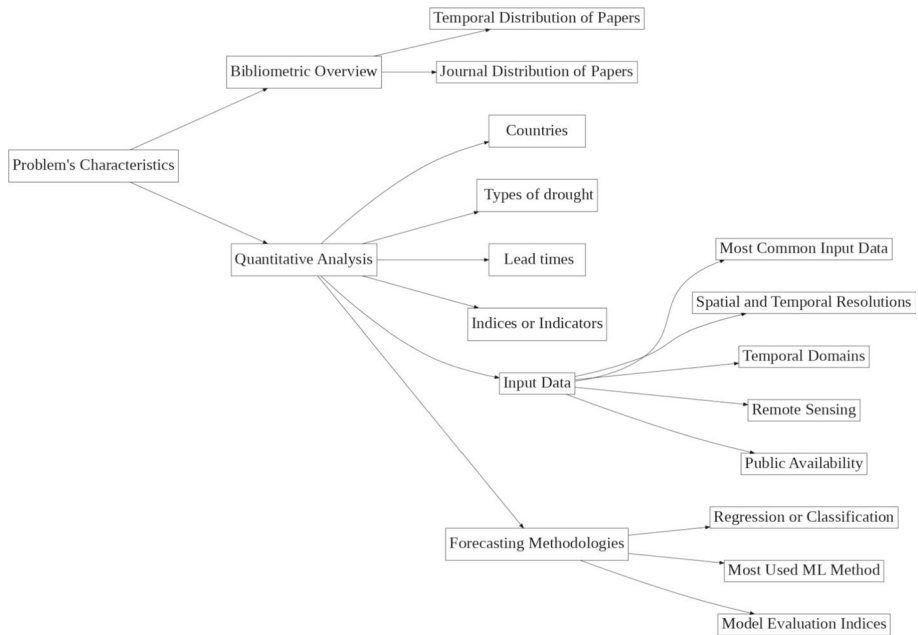 Temporal Distribution of Papers
Bibliometric Overview
Journal Distribution of Papers
Countries
Problem's Characteristics
Types of drought
Most Common Input Data
Quantitative Analysis
Lead times
Spatial and Temporal Resolutions
Indices or Indicators
Temporal Domains
Input Data
Remote Sensing
Public Availability
Regression or Classification
Forecasting Methodologies
Most Used ML Method
Model Evaluation Indices